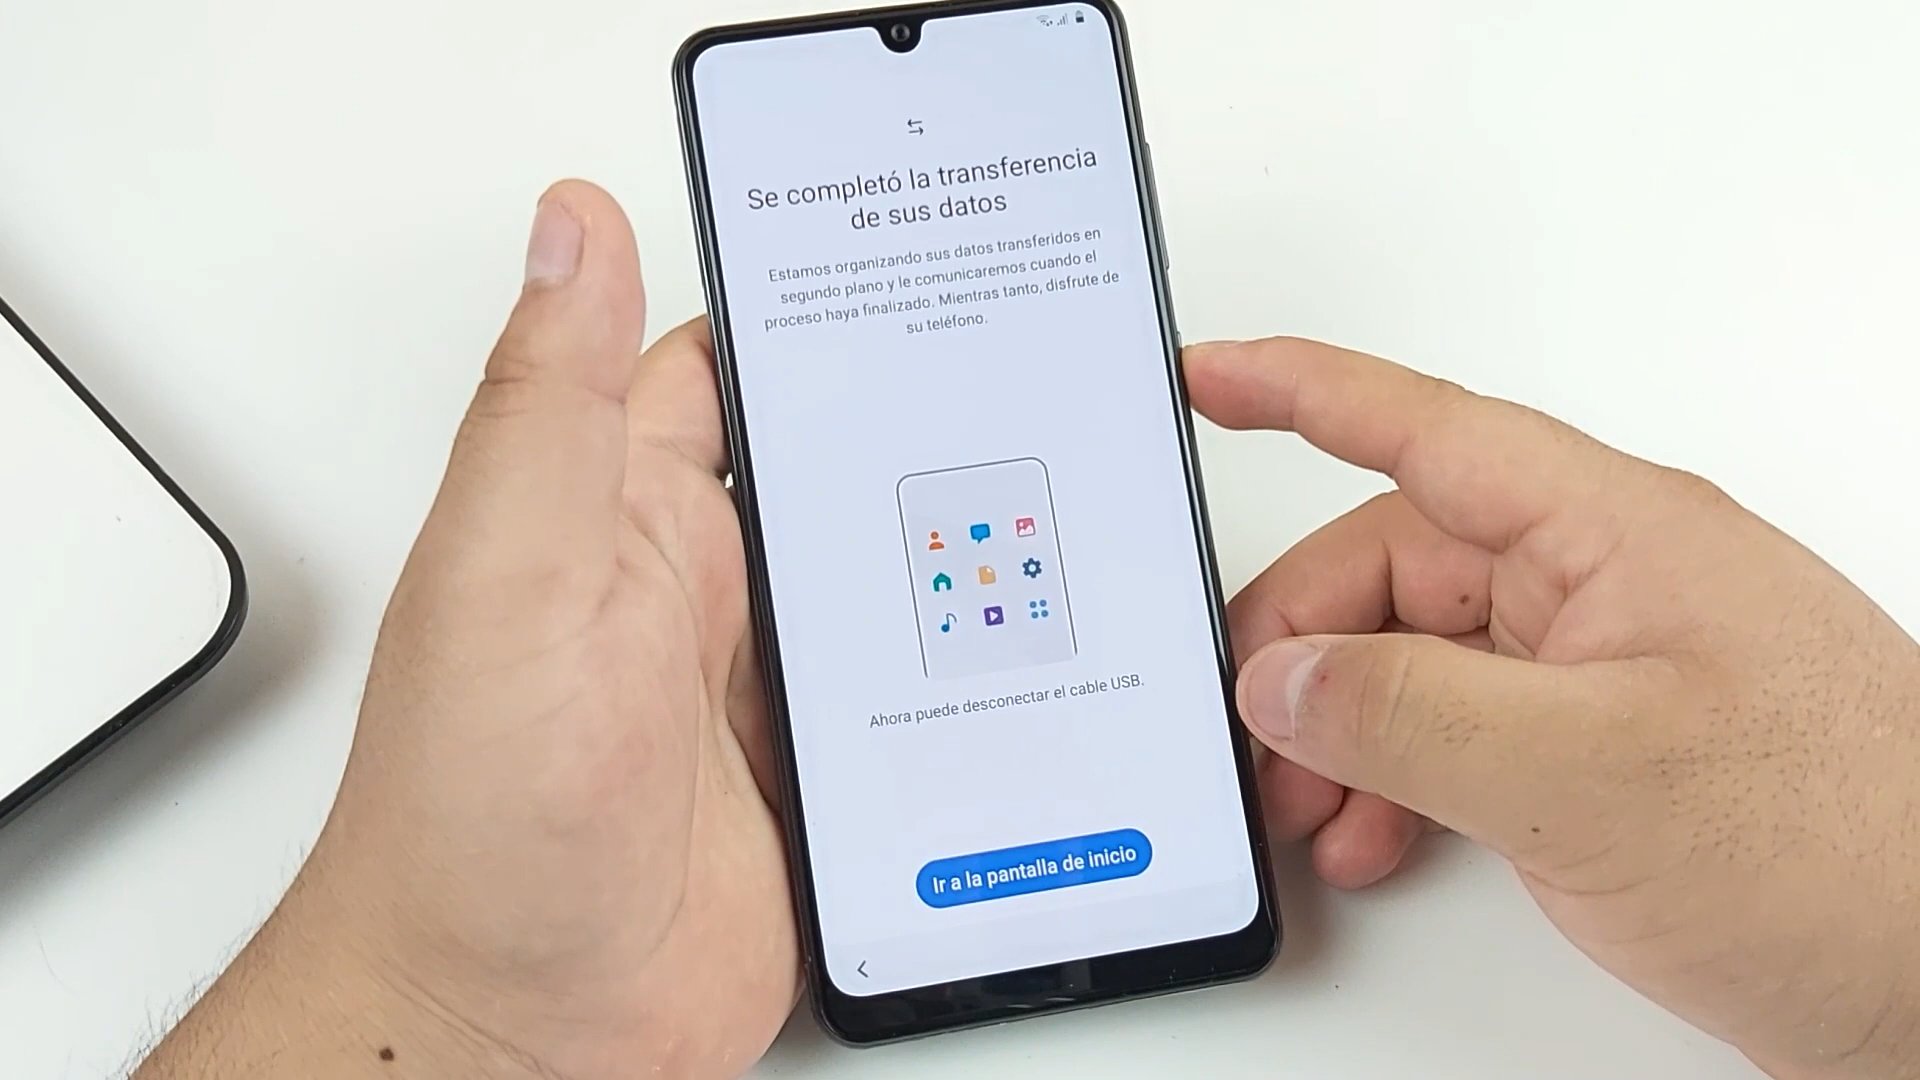 Se completó la transferencia
de sus datos
Estamos organizando sus datos transferidos en
segundo plano y le comunicaremos cuando el
proceso haya finalizado. Mientras tanto, disfrute de
su teléfono.
Ahora puede desconectar el cable USB.
Ir a la pantalla de inicio